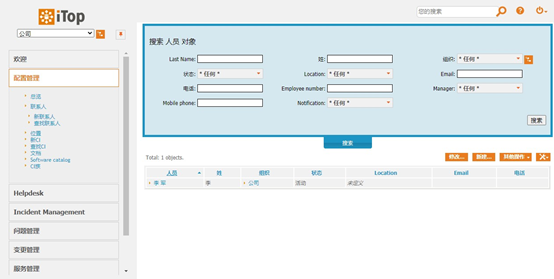 iTop
您的搜索
公司
欢迎
配置管理
总览
联系人
新联系人
查找联系人
位置
新CI
查找CI
文档
Software catalog
CI族
Helpdesk
Incident Management
问题管理
变更管理
服务管理
搜索 人员 对象
Last Name: 姓: 组织: * 任何 *
状态: * 任何 * Location: * 任何 * Email:
电话: Employee number: Manager: * 任何 *
Mobile phone: Notification: * 任何 *
搜索
搜索
Total: 1 objects. 修改... 新建... 其他操作
人员 姓 组织 状态 Location Email 电话
李 军 李 公司 活动 未定义